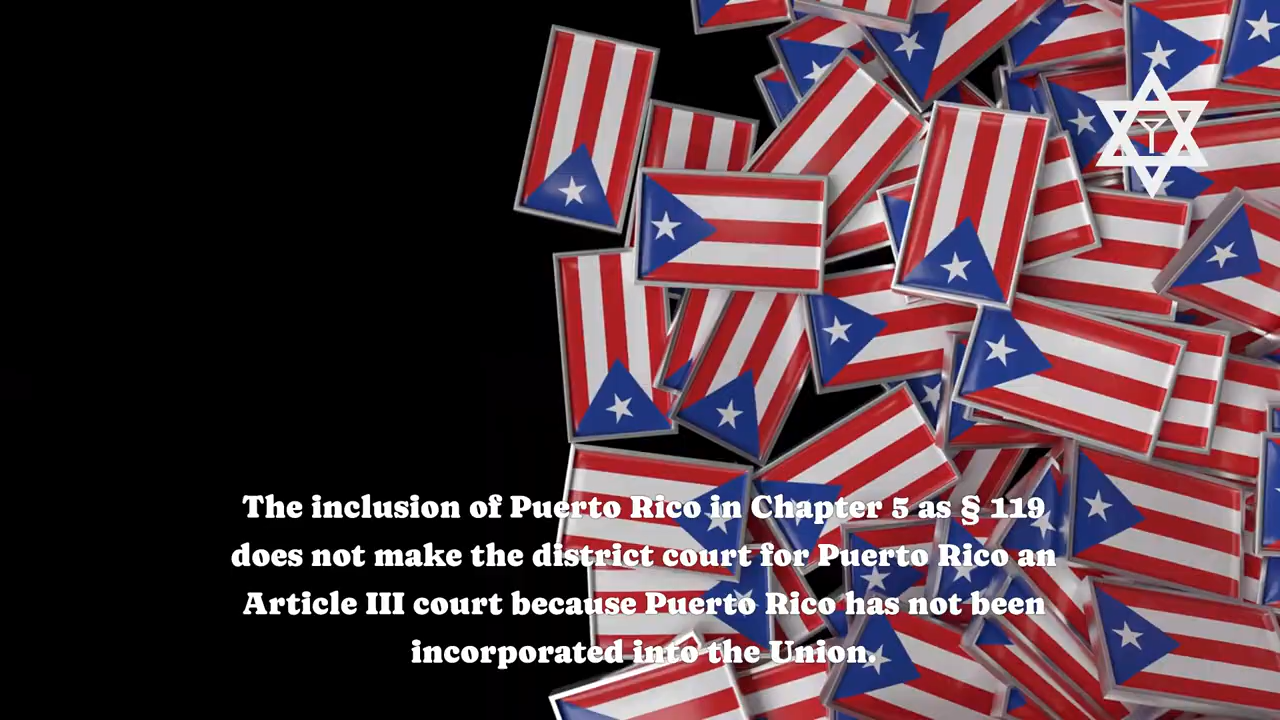 The inclusion of Puerto Rico in Chapter 5 as § 119
does not make the district court for Puerto Rico an
Article III court because Puerto Rico has not been
incorporated into the Union.